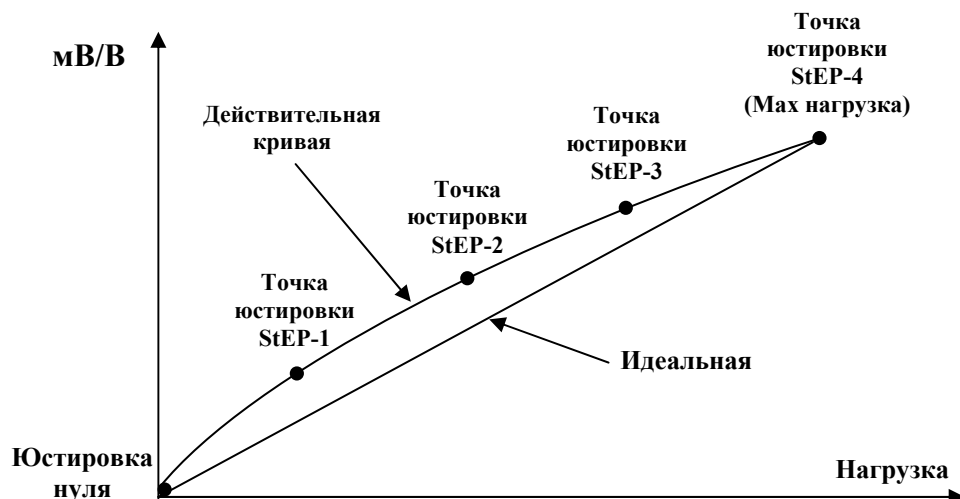 мВ/В
Точка
юстировки
StEP-4
(Max нагрузка)
Действительная
кривая
Точка
юстировки
StEP-3
Точка
юстировки
StEP-2
Точка
юстировки
StEP-1
Идеальная
Юстировка
нуля
Нагрузка